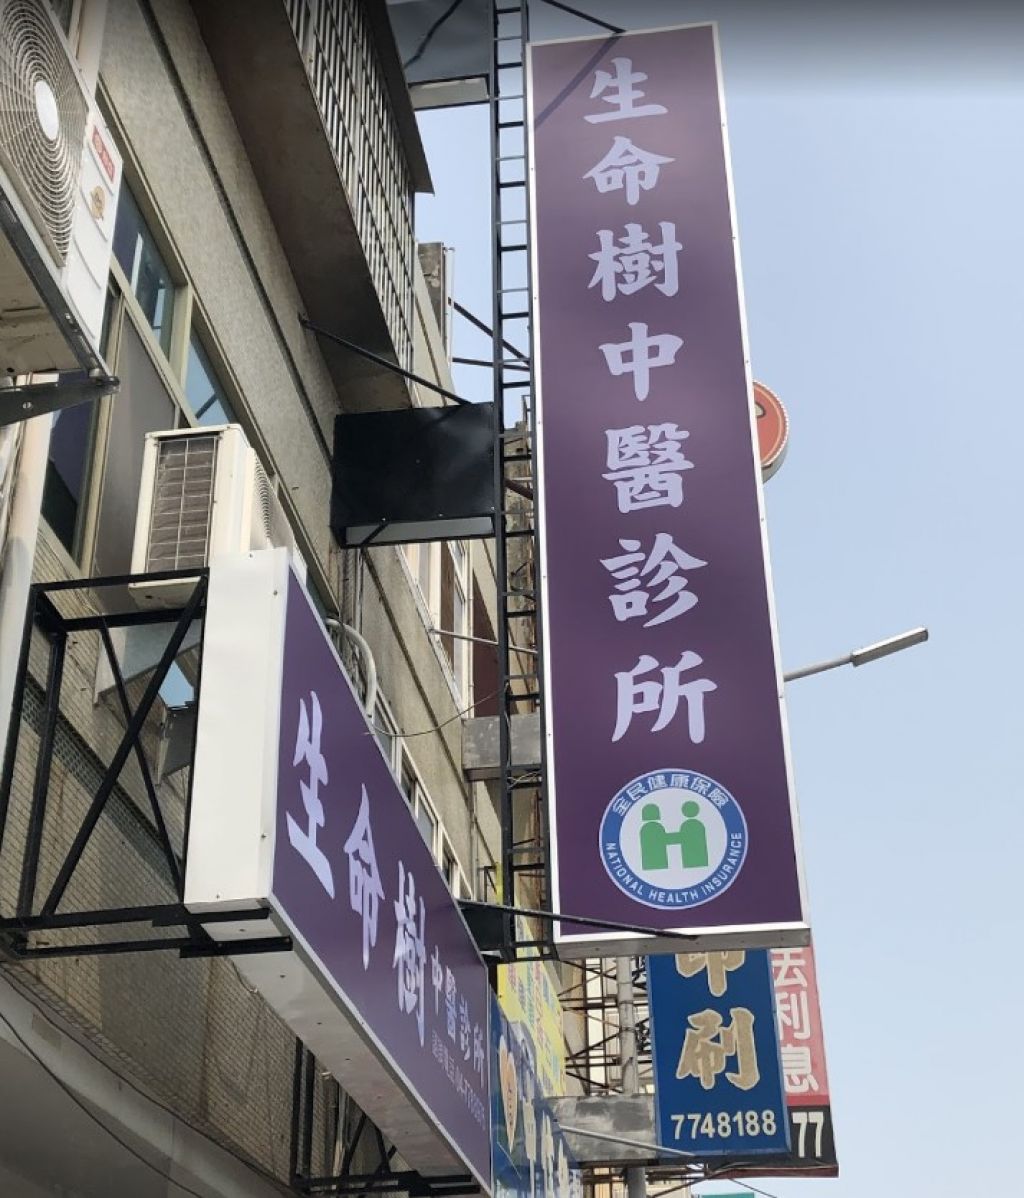 生命樹中醫診所
全民健康保險
NATIONAL HEALTH INSURANCE
生命樹中醫診所
印刷
7748188
利息
77